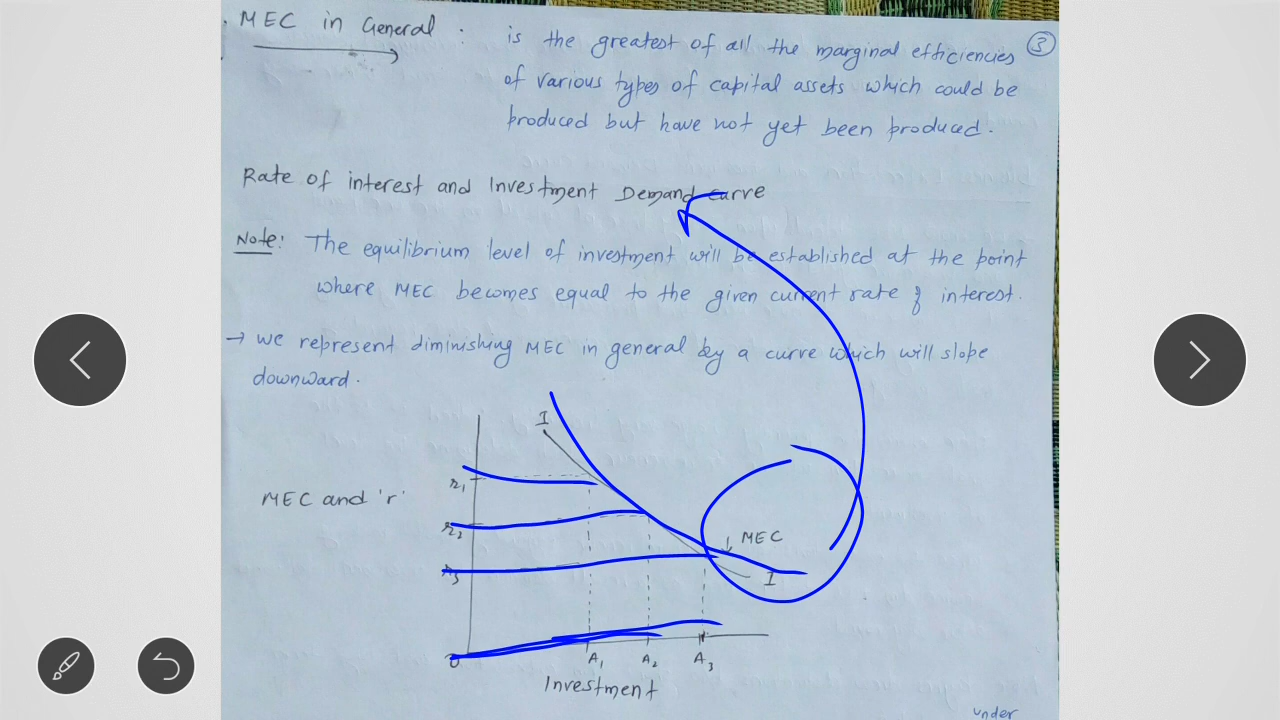 MEC in General : is the greatest of all the marginal efficiencies ③
of various types of capital assets which could be
produced but have not yet been produced.
Rate of interest and Investment Demand curve
Note: The equilibrium level of investment will be established at the point
where MEC becomes equal to the given current rate of interest.
→ we represent diminishing MEC in general by a curve which will slope
downward.
I
r₁
MEC and 'r'
r₂
MEC
r₃
I
0
A₁ A₂ A₃
Investment
under